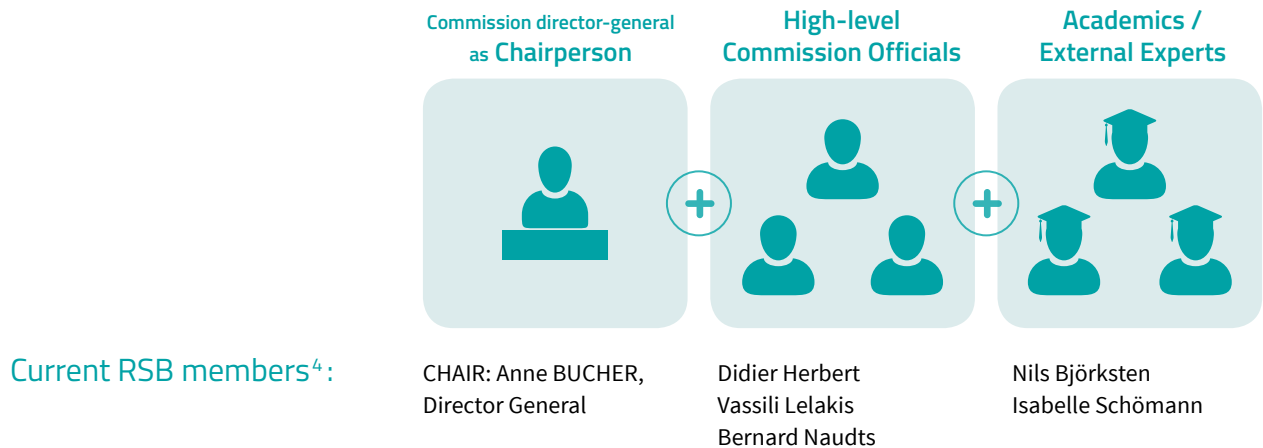 Commission director-general
as Chairperson
High-level
Commission Officials
Academics /
External Experts
Current RSB members⁴:
CHAIR: Anne BUCHER,
Director General
Didier Herbert
Vassili Lelakis
Bernard Naudts
Nils Björksten
Isabelle Schömann